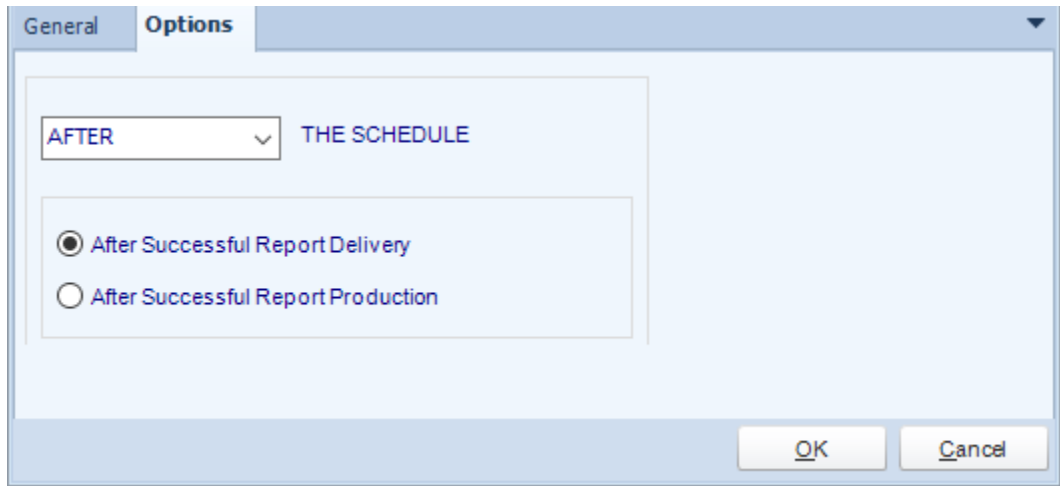 General Options
AFTER THE SCHEDULE
After Successful Report Delivery
After Successful Report Production
OK Cancel